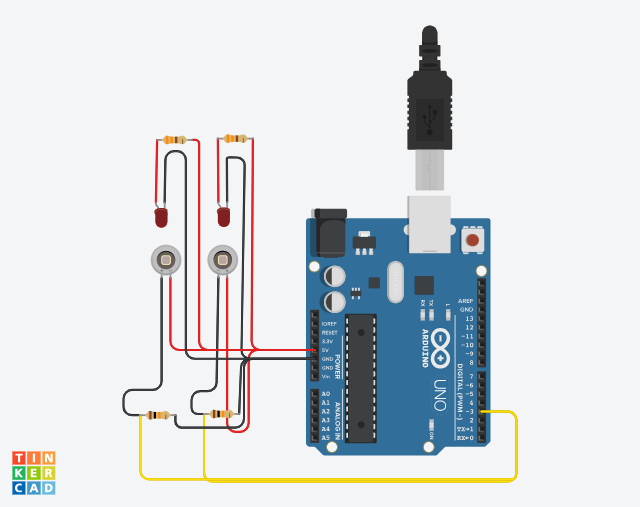 IOREF
RESET
3.3V
5V
GND
GND
Vin
POWER
A0
A1
A2
A3
A4
A5
ANALOG IN
RX
TX
L
ARDUINO
UNO
ON
AREF
GND
13
12
~11
~10
~9
8
7
~6
~5
4
~3
2
TX→1
RX←0
DIGITAL (PWM~)
TIN
KER
CAD